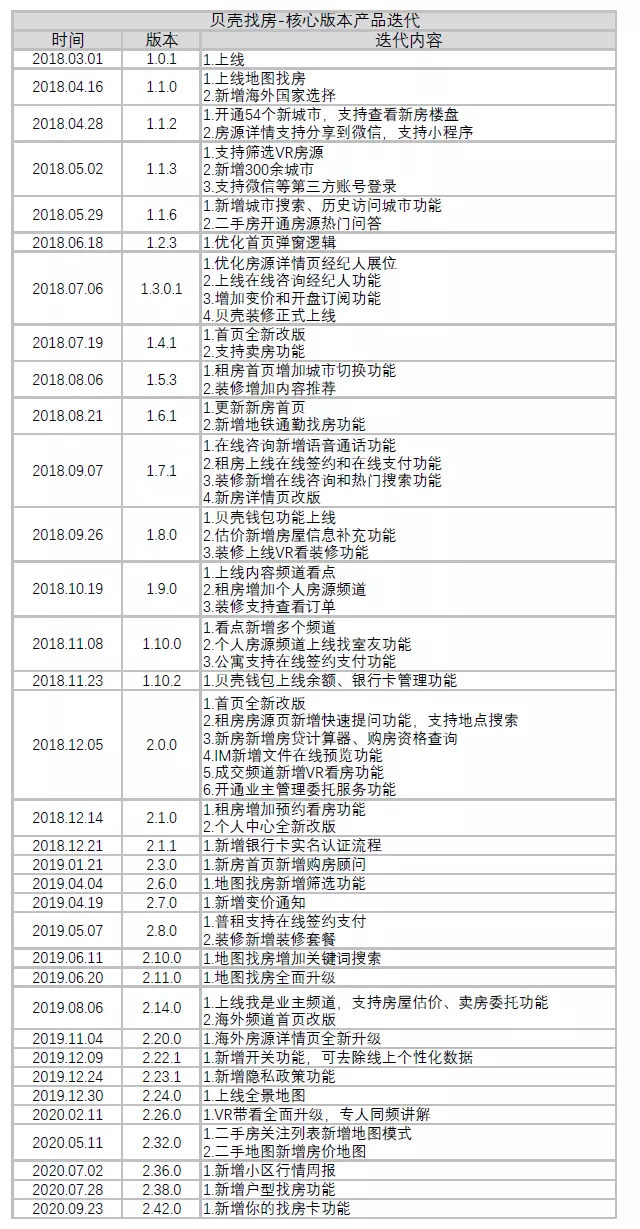 贝壳找房-核心版本产品迭代
时间 版本 迭代内容
2018.03.01 1.0.1 1.上线
2018.04.16 1.1.0 1.上线地图找房
2.新增海外国家选择
2018.04.28 1.1.2 1.开通54个新城市，支持查看新房楼盘
2.房源详情支持分享到微信，支持小程序
2018.05.02 1.1.3 1.支持筛选VR房源
2.新增300余城市
3.支持微信等第三方账号登录
2018.05.29 1.1.6 1.新增城市搜索、历史访问城市功能
2.二手房开通房源热门问答
2018.06.18 1.2.3 1.优化首页弹窗逻辑
2018.07.06 1.3.0.1 1.优化房源详情页经纪人展位
2.上线在线咨询经纪人功能
3.增加变价和开盘订阅功能
4.贝壳装修正式上线
2018.07.19 1.4.1 1.首页全新改版
2.支持卖房功能
2018.08.06 1.5.3 1.租房首页增加城市切换功能
2.装修增加内容推荐
2018.08.21 1.6.1 1.更新新房首页
2.新增地铁通勤找房功能
2018.09.07 1.7.1 1.在线咨询新增语音通话功能
2.租房上线在线签约和在线支付功能
3.装修新增在线咨询和热门搜索功能
4.新房详情页改版
2018.09.26 1.8.0 1.贝壳钱包功能上线
2.估价新增房屋信息补充功能
3.装修上线VR看装修功能
2018.10.19 1.9.0 1.上线内容频道看点
2.租房增加个人房源频道
3.装修支持查看订单
2018.11.08 1.10.0 1.看点新增多个频道
2.个人房源频道上线找室友功能
3.公寓支持在线签约支付功能
2018.11.23 1.10.2 1.贝壳钱包上线余额、银行卡管理功能
2018.12.05 2.0.0 1.首页全新改版
2.租房房源页新增快速提问功能，支持地点搜索
3.新房新增房贷计算器、购房资格查询
4.IM新增文件在线预览功能
5.成交频道新增VR看房功能
6.开通业主管理委托服务功能
2018.12.14 2.1.0 1.租房增加预约看房功能
2.个人中心全新改版
2018.12.21 2.1.1 1.新增银行卡实名认证流程
2019.01.21 2.3.0 1.新房首页新增购房顾问
2019.04.04 2.6.0 1.地图找房新增筛选功能
2019.04.19 2.7.0 1.新增变价通知
2019.05.07 2.8.0 1.普租支持在线签约支付
2.装修新增装修套餐
2019.06.11 2.10.0 1.地图找房增加关键词搜索
2019.06.20 2.11.0 1.地图找房全面升级
2019.08.06 2.14.0 1.上线我是业主频道，支持房屋估价、卖房委托功能
2.海外频道首页改版
2019.11.04 2.20.0 1.海外房源详情页全新升级
2019.12.09 2.22.1 1.新增开关功能，可去除线上个性化数据
2019.12.24 2.23.1 1.新增隐私政策功能
2019.12.30 2.24.0 1.上线全景地图
2020.02.11 2.26.0 1.VR带看全面升级，专人同频讲解
2020.05.11 2.32.0 1.二手房关注列表新增地图模式
2.二手地图新增房价地图
2020.07.02 2.36.0 1.新增小区行情周报
2020.07.28 2.38.0 1.新增户型找房功能
2020.09.23 2.42.0 1.新增你的找房卡功能